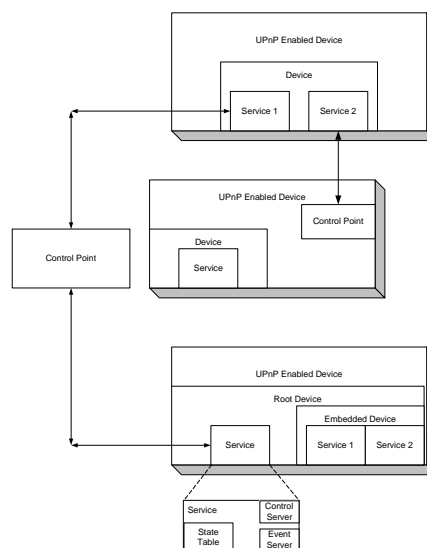 UPnP Enabled Device
Device
Service 1
Service 2
UPnP Enabled Device
Control Point
Device
Service
Control Point
UPnP Enabled Device
Root Device
Embedded Device
Service
Service 1
Service 2
Service
Control
Server
State
Table
Event
Server